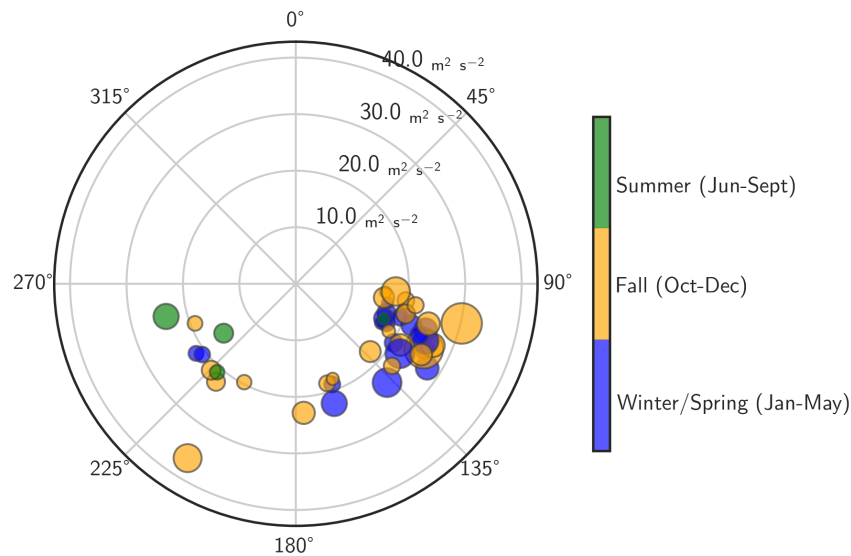 0°
40.0 m² s⁻²
315°
45°
30.0 m² s⁻²
20.0 m² s⁻²
Summer (Jun-Sept)
10.0 m² s⁻²
270°
90°
Fall (Oct-Dec)
Winter/Spring (Jan-May)
225°
135°
180°